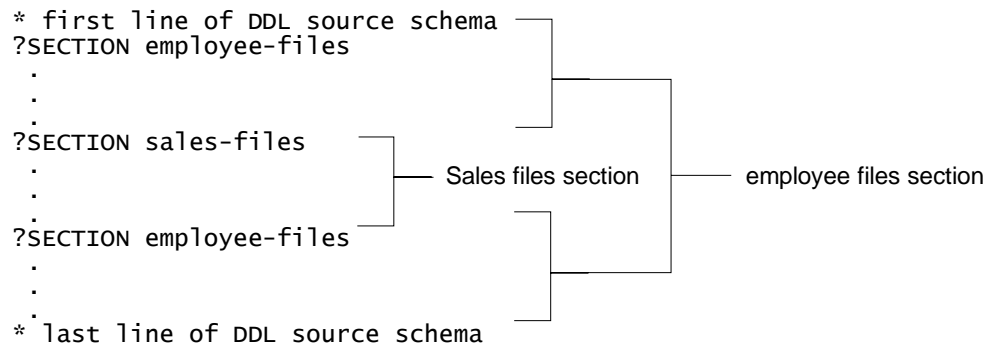 * first line of DDL source schema
?SECTION employee-files
.
.
.
?SECTION sales-files
.
.
.
?SECTION employee-files
.
.
.
* last line of DDL source schema
Sales files section
employee files section